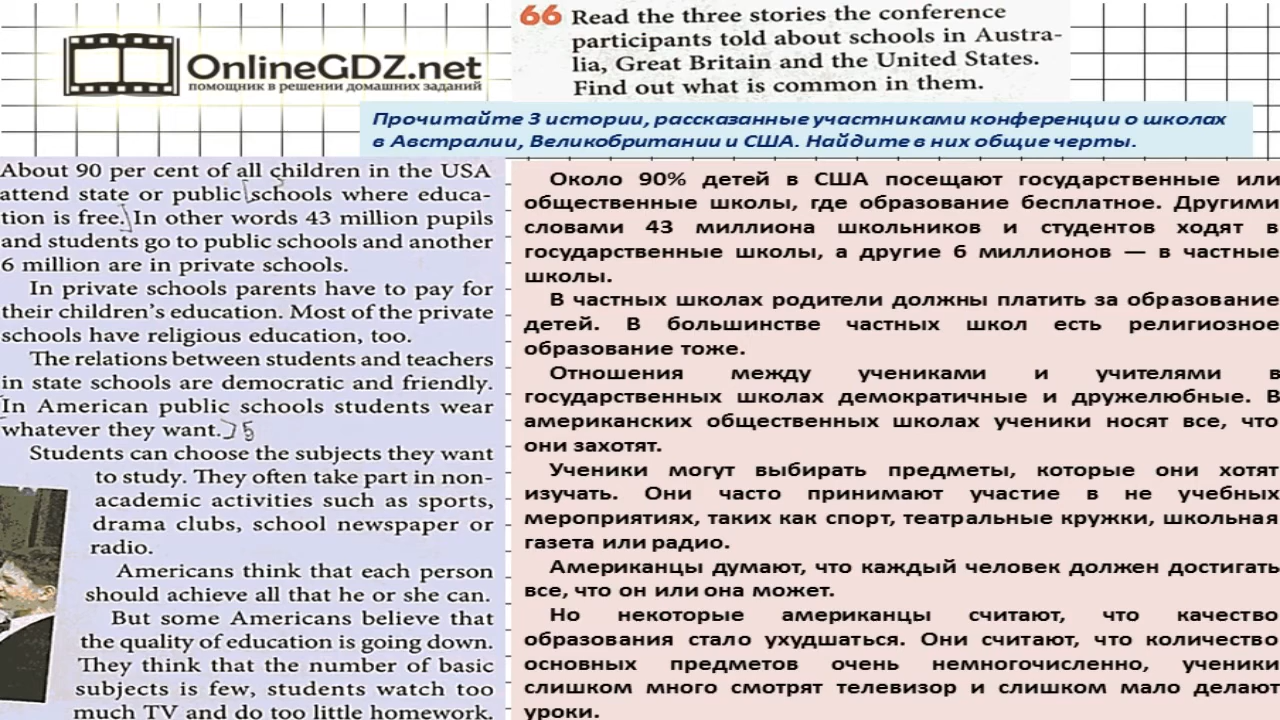 OnlineGDZ.net
помощник в решении домашних заданий
66 Read the three stories the conference
participants told about schools in Austra-
lia, Great Britain and the United States.
Find out what is common in them.
Прочитайте 3 истории, рассказанные участниками конференции о школах
в Австралии, Великобритании и США. Найдите в них общие черты.
About 90 per cent of all children in the USA
attend state or public schools where educa-
tion is free. In other words 43 million pupils
and students go to public schools and another
6 million are in private schools.
In private schools parents have to pay for
their children's education. Most of the private
schools have religious education, too.
The relations between students and teachers
in state schools are democratic and friendly.
In American public schools students wear
whatever they want. 5
Students can choose the subjects they want
to study. They often take part in non-
academic activities such as sports,
drama clubs, school newspaper or
radio.
Americans think that each person
should achieve all that he or she can.
But some Americans believe that
the quality of education is going down.
They think that the number of basic
subjects is few, students watch too
much TV and do too little homework.
Около 90% детей в США посещают государственные или
общественные школы, где образование бесплатное. Другими
словами 43 миллиона школьников и студентов ходят в
государственные школы, а другие 6 миллионов — в частные
школы.
В частных школах родители должны платить за образование
детей. В большинстве частных школ есть религиозное
образование тоже.
Отношения между учениками и учителями в
государственных школах демократичные и дружелюбные. В
американских общественных школах ученики носят все, что
они захотят.
Ученики могут выбирать предметы, которые они хотят
изучать. Они часто принимают участие в не учебных
мероприятиях, таких как спорт, театральные кружки, школьная
газета или радио.
Американцы думают, что каждый человек должен достигать
все, что он или она может.
Но некоторые американцы считают, что качество
образования стало ухудшаться. Они считают, что количество
основных предметов очень немногочисленно, ученики
слишком много смотрят телевизор и слишком мало делают
уроки.